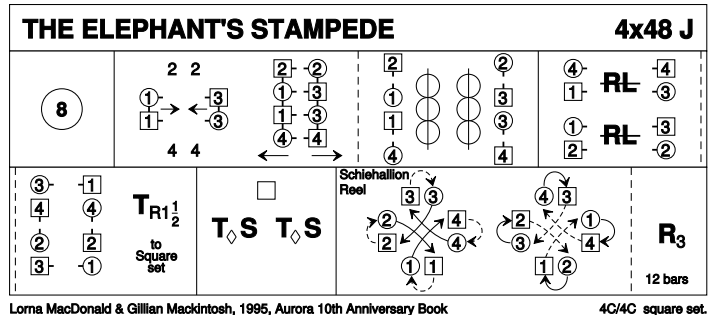 THE ELEPHANT'S STAMPEDE 4x48 J
8
2 2
1 3
1 3
4 4
2 2
1 3
1 3
4 4
2 2
1 3
1 3
4 4
4 4
1 RL 3
1 3
2 RL 2
3 1
4 4
2 2
3 1
TR1½
to
Square
set
T◊S T◊S
Schiehallion
Reel
3 3
2 4
2 4
1 1
4 3
2 1
3 4
1 2
R3
12 bars
Lorna MacDonald & Gillian Mackintosh, 1995, Aurora 10th Anniversary Book 4C/4C square set.